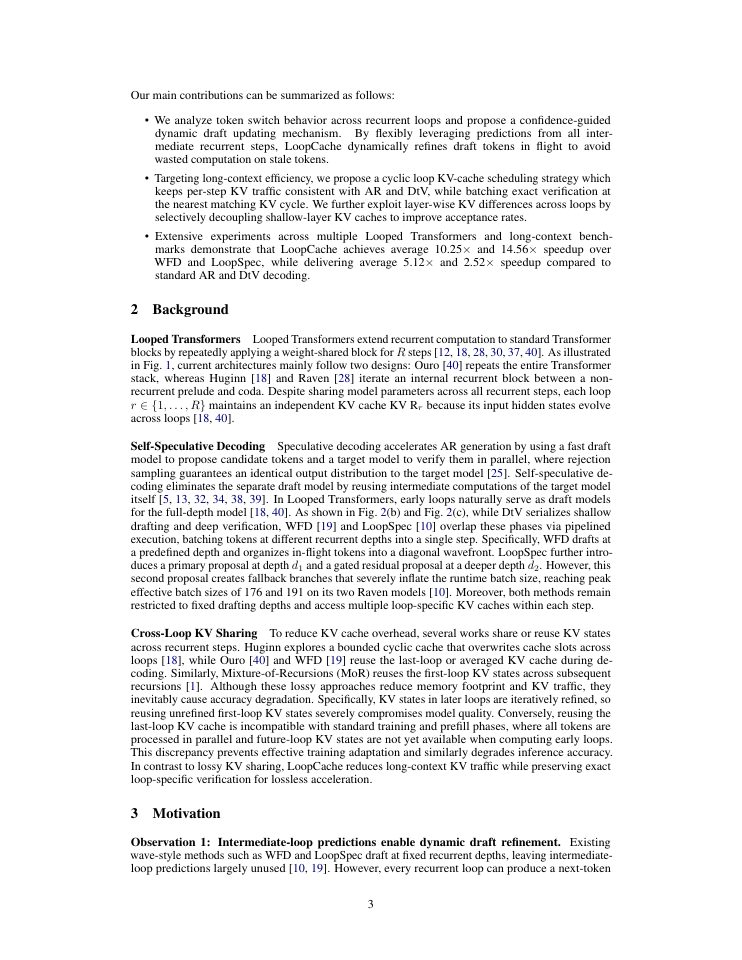 Our main contributions can be summarized as follows:
• We analyze token switch behavior across recurrent loops and propose a confidence-guided
dynamic draft updating mechanism. By flexibly leveraging predictions from all inter-
mediate recurrent steps, LoopCache dynamically refines draft tokens in flight to avoid
wasted computation on stale tokens.
• Targeting long-context efficiency, we propose a cyclic loop KV-cache scheduling strategy which
keeps per-step KV traffic consistent with AR and DtV, while batching exact verification at
the nearest matching KV cycle. We further exploit layer-wise KV differences across loops by
selectively decoupling shallow-layer KV caches to improve acceptance rates.
• Extensive experiments across multiple Looped Transformers and long-context bench-
marks demonstrate that LoopCache achieves average 10.25× and 14.56× speedup over
WFD and LoopSpec, while delivering average 5.12× and 2.52× speedup compared to
standard AR and DtV decoding.
2 Background
Looped Transformers Looped Transformers extend recurrent computation to standard Transformer
blocks by repeatedly applying a weight-shared block for R steps [12, 18, 28, 30, 37, 40]. As illustrated
in Fig. 1, current architectures mainly follow two designs: Ouro [40] repeats the entire Transformer
stack, whereas Huginn [18] and Raven [28] iterate an internal recurrent block between a non-
recurrent prelude and coda. Despite sharing model parameters across all recurrent steps, each loop
r ∈ {1, . . . , R} maintains an independent KV cache KV Rᵣ because its input hidden states evolve
across loops [18, 40].
Self-Speculative Decoding Speculative decoding accelerates AR generation by using a fast draft
model to propose candidate tokens and a target model to verify them in parallel, where rejection
sampling guarantees an identical output distribution to the target model [25]. Self-speculative de-
coding eliminates the separate draft model by reusing intermediate computations of the target model
itself [5, 13, 32, 34, 38, 39]. In Looped Transformers, early loops naturally serve as draft models
for the full-depth model [18, 40]. As shown in Fig. 2(b) and Fig. 2(c), while DtV serializes shallow
drafting and deep verification, WFD [19] and LoopSpec [10] overlap these phases via pipelined
execution, batching tokens at different recurrent depths into a single step. Specifically, WFD drafts at
a predefined depth and organizes in-flight tokens into a diagonal wavefront. LoopSpec further intro-
duces a primary proposal at depth d₁ and a gated residual proposal at a deeper depth d₂. However, this
second proposal creates fallback branches that severely inflate the runtime batch size, reaching peak
effective batch sizes of 176 and 191 on its two Raven models [10]. Moreover, both methods remain
restricted to fixed drafting depths and access multiple loop-specific KV caches within each step.
Cross-Loop KV Sharing To reduce KV cache overhead, several works share or reuse KV states
across recurrent steps. Huginn explores a bounded cyclic cache that overwrites cache slots across
loops [18], while Ouro [40] and WFD [19] reuse the last-loop or averaged KV cache during de-
coding. Similarly, Mixture-of-Recursions (MoR) reuses the first-loop KV states across subsequent
recursions [1]. Although these lossy approaches reduce memory footprint and KV traffic, they
inevitably cause accuracy degradation. Specifically, KV states in later loops are iteratively refined, so
reusing unrefined first-loop KV states severely compromises model quality. Conversely, reusing the
last-loop KV cache is incompatible with standard training and prefill phases, where all tokens are
processed in parallel and future-loop KV states are not yet available when computing early loops.
This discrepancy prevents effective training adaptation and similarly degrades inference accuracy.
In contrast to lossy KV sharing, LoopCache reduces long-context KV traffic while preserving exact
loop-specific verification for lossless acceleration.
3 Motivation
Observation 1: Intermediate-loop predictions enable dynamic draft refinement. Existing
wave-style methods such as WFD and LoopSpec draft at fixed recurrent depths, leaving intermediate-
loop predictions largely unused [10, 19]. However, every recurrent loop can produce a next-token
3